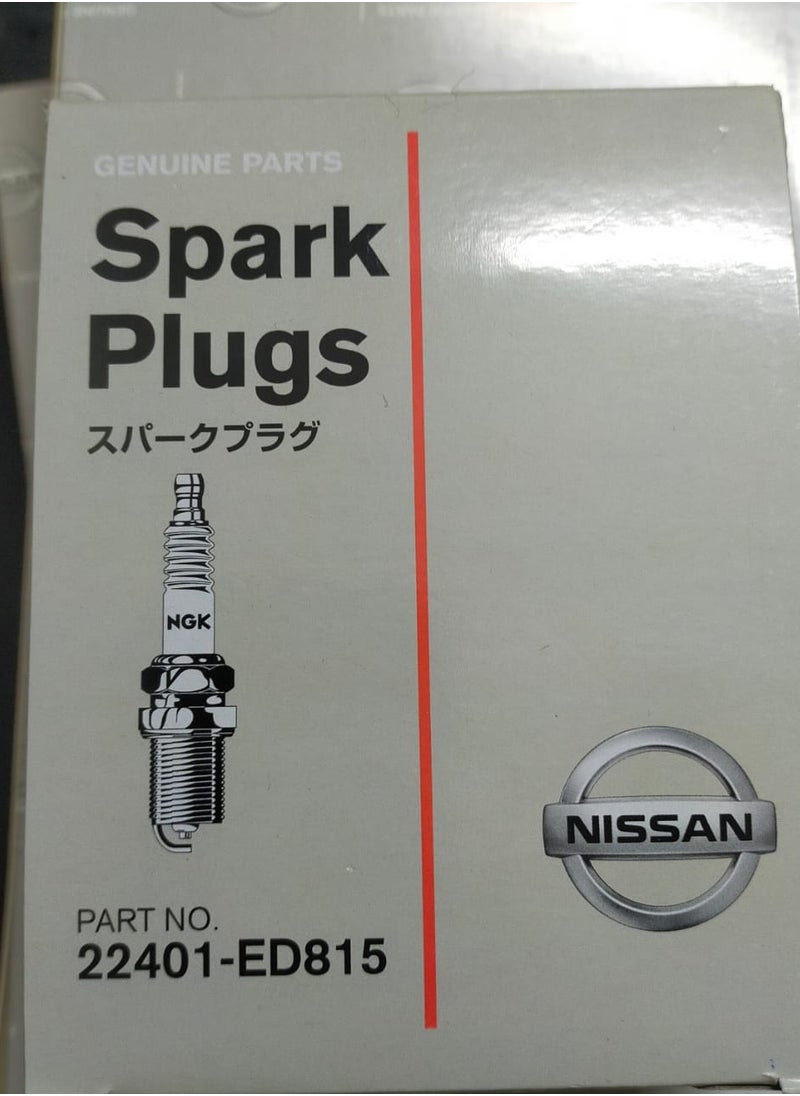 GENUINE PARTS
Spark
Plugs
スパークプラグ
NGK
NISSAN
PART NO.
22401-ED815